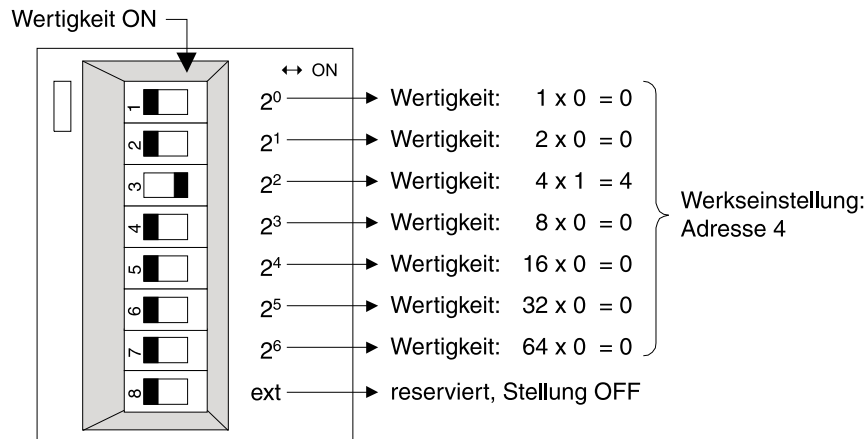 Wertigkeit ON
↔ ON
1 2⁰ Wertigkeit: 1 x 0 = 0
2 2¹ Wertigkeit: 2 x 0 = 0
3 2² Wertigkeit: 4 x 1 = 4
4 2³ Wertigkeit: 8 x 0 = 0
5 2⁴ Wertigkeit: 16 x 0 = 0
6 2⁵ Wertigkeit: 32 x 0 = 0
7 2⁶ Wertigkeit: 64 x 0 = 0
8 ext reserviert, Stellung OFF
Werkseinstellung:
Adresse 4